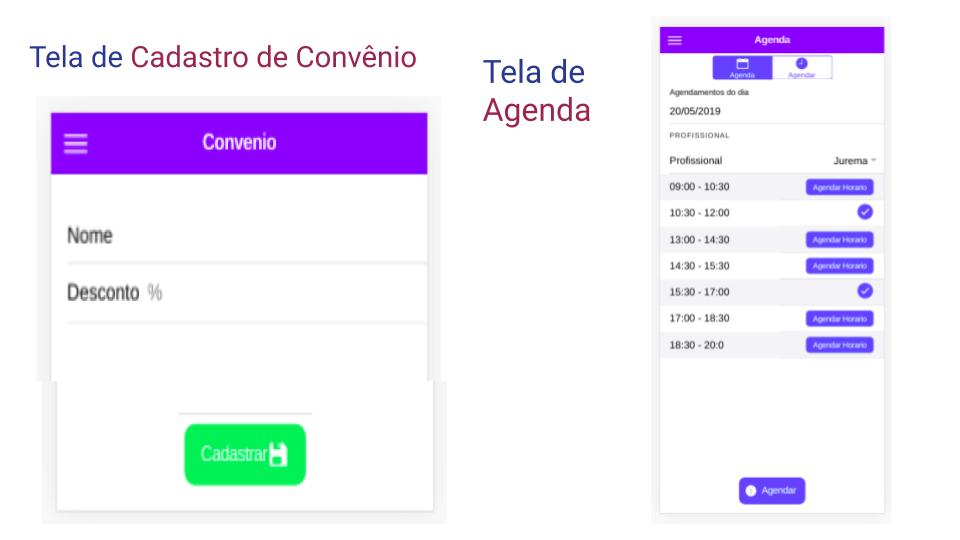 Tela de Cadastro de Convênio
Convenio
Nome
Desconto %
Cadastrar
Tela de
Agenda
Agenda
Agenda Agendar
Agendamentos do dia
20/05/2019
PROFISSIONAL
Profissional Jurema
09:00 - 10:30 Agendar Horario
10:30 - 12:00
13:00 - 14:30 Agendar Horario
14:30 - 15:30 Agendar Horario
15:30 - 17:00
17:00 - 18:30 Agendar Horario
18:30 - 20:0 Agendar Horario
Agendar